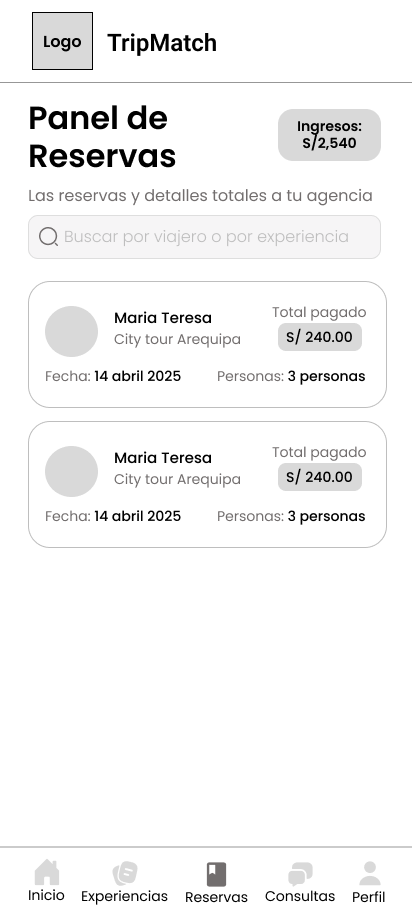 Logo
TripMatch
Panel de
Reservas
Ingresos:
S/2,540
Las reservas y detalles totales a tu agencia
Buscar por viajero o por experiencia
Maria Teresa
City tour Arequipa
Total pagado
S/ 240.00
Fecha: 14 abril 2025
Personas: 3 personas
Maria Teresa
City tour Arequipa
Total pagado
S/ 240.00
Fecha: 14 abril 2025
Personas: 3 personas
Inicio
Experiencias
Reservas
Consultas
Perfil